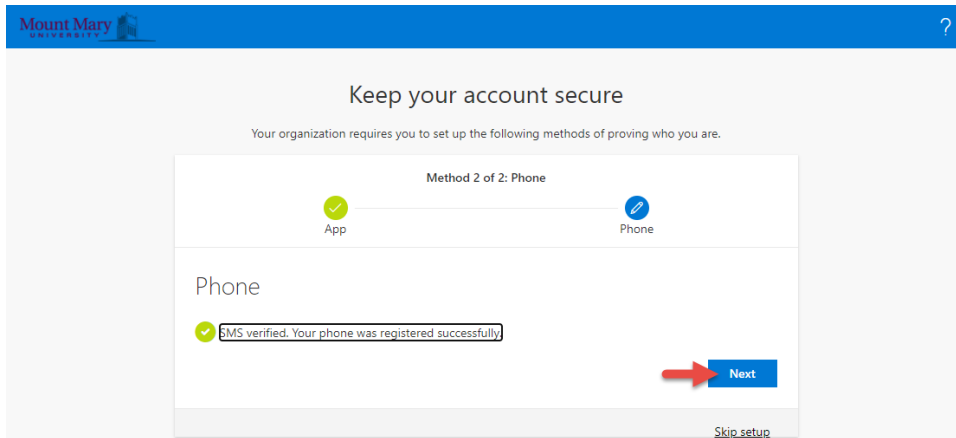 Mount Mary
UNIVERSITY
?
Keep your account secure
Your organization requires you to set up the following methods of proving who you are.
Method 2 of 2: Phone
App
Phone
Phone
SMS verified. Your phone was registered successfully.
Next
Skip setup